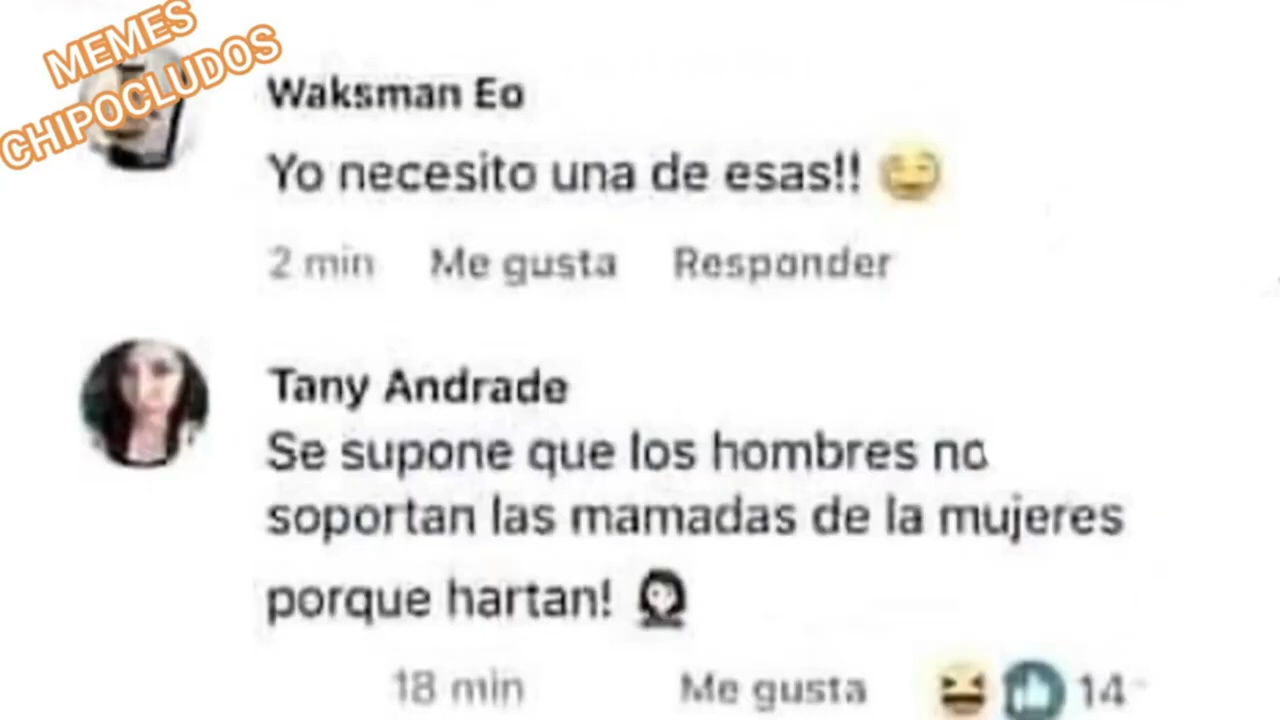 MEMES
CHIPOCLUDOS
Waksman Eo
Yo necesito una de esas!!
2 min Me gusta Responder
Tany Andrade
Se supone que los hombres no
soportan las mamadas de la mujeres
porque hartan!
18 min Me gusta 14